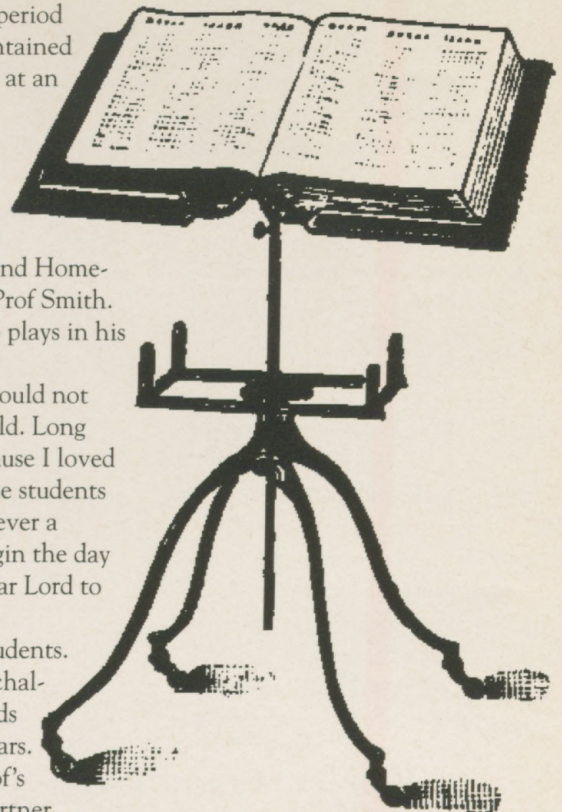 period
ntained
at an
nd Home-
Prof Smith.
plays in his
ould not
ld. Long
use I loved
e students
ever a
gin the day
ar Lord to
udents.
chal-
ds
ars.
of's